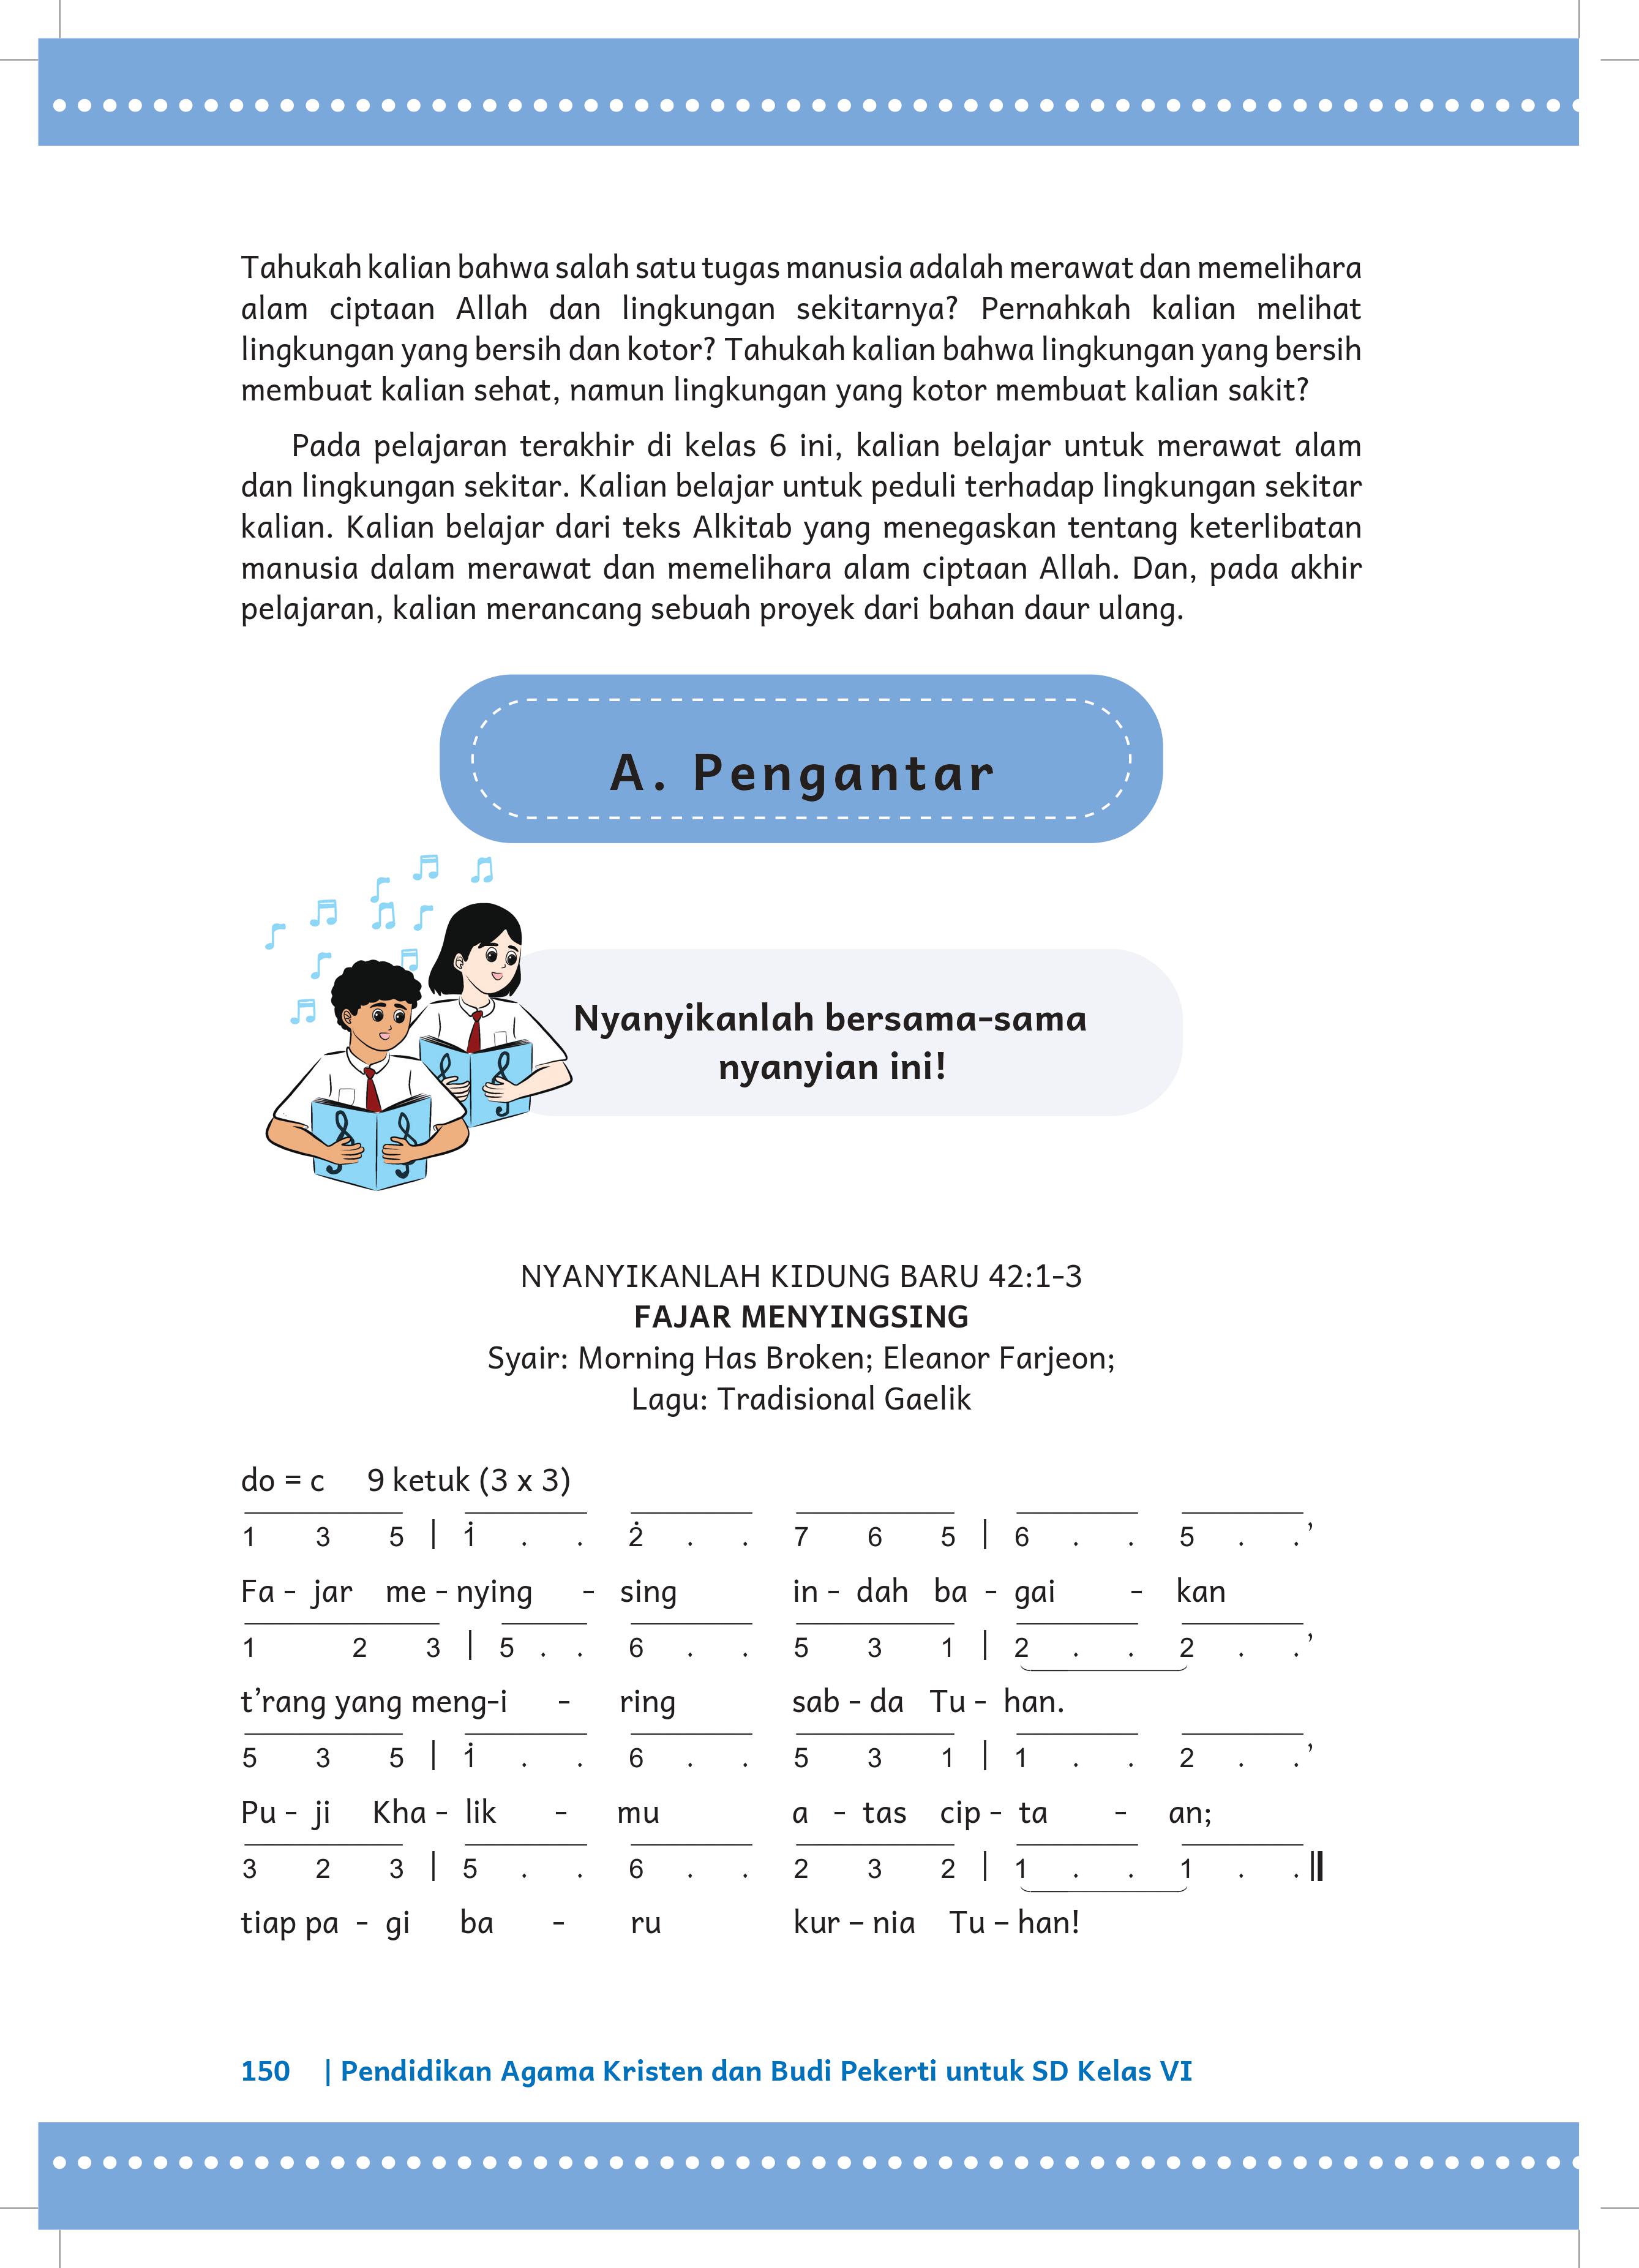 Tahukah kalian bahwa salah satu tugas manusia adalah merawat dan memelihara
alam ciptaan Allah dan lingkungan sekitarnya? Pernahkah kalian melihat
lingkungan yang bersih dan kotor? Tahukah kalian bahwa lingkungan yang bersih
membuat kalian sehat, namun lingkungan yang kotor membuat kalian sakit?
Pada pelajaran terakhir di kelas 6 ini, kalian belajar untuk merawat alam
dan lingkungan sekitar. Kalian belajar untuk peduli terhadap lingkungan sekitar
kalian. Kalian belajar dari teks Alkitab yang menegaskan tentang keterlibatan
manusia dalam merawat dan memelihara alam ciptaan Allah. Dan, pada akhir
pelajaran, kalian merancang sebuah proyek dari bahan daur ulang.
A. Pengantar
Nyanyikanlah bersama-sama
nyanyian ini!
NYANYIKANLAH KIDUNG BARU 42:1-3
FAJAR MENYINGSING
Syair: Morning Has Broken; Eleanor Farjeon;
Lagu: Tradisional Gaelik
do = c 9 ketuk (3 x 3)
1 3 5 | 1̇ . . 2̇ . . 7 6 5 | 6 . . 5 . . ’
Fa - jar me - nying - sing in - dah ba - gai - kan
1 2 3 | 5 . . 6 . . 5 3 1 | 2 . . 2 . . ’
t’rang yang meng-i - ring sab - da Tu - han.
5 3 5 | 1̇ . . 6 . . 5 3 1 | 1 . . 2 . . ’
Pu - ji Kha - lik - mu a - tas cip - ta - an;
3 2 3 | 5 . . 6 . . 2 3 2 | 1 . . 1 . . ||
tiap pa - gi ba - ru kur – nia Tu – han!
150 | Pendidikan Agama Kristen dan Budi Pekerti untuk SD Kelas VI